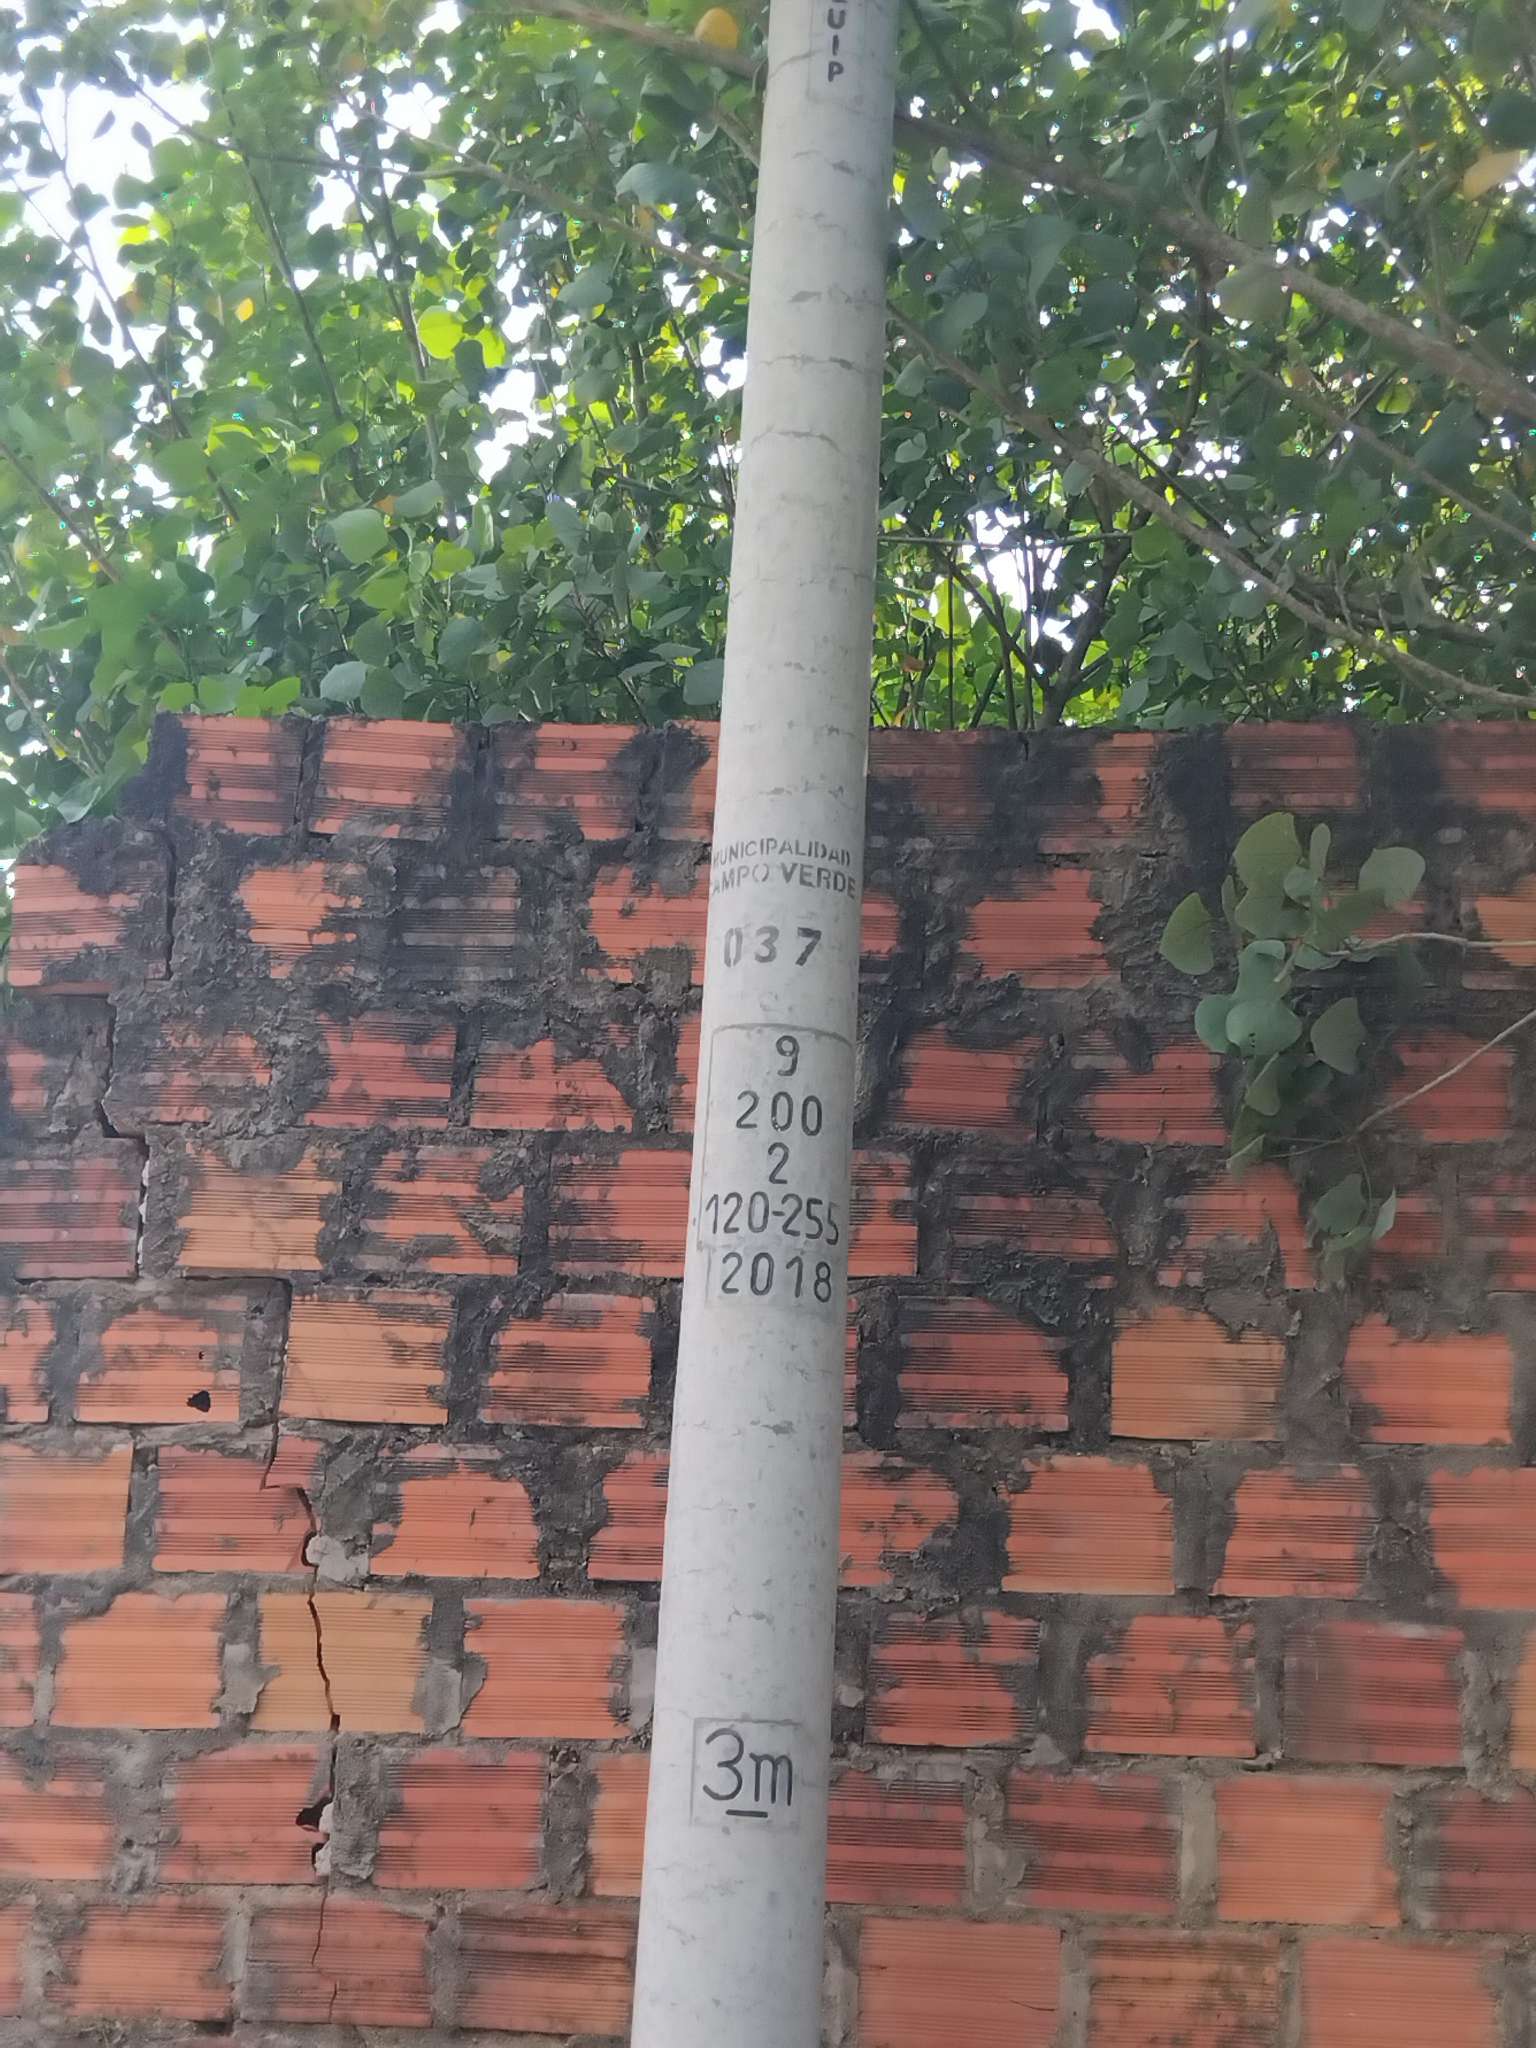 UIP
MUNICIPALIDAD
CAMPO VERDE
037
9
200
2
120-255
2018
3m